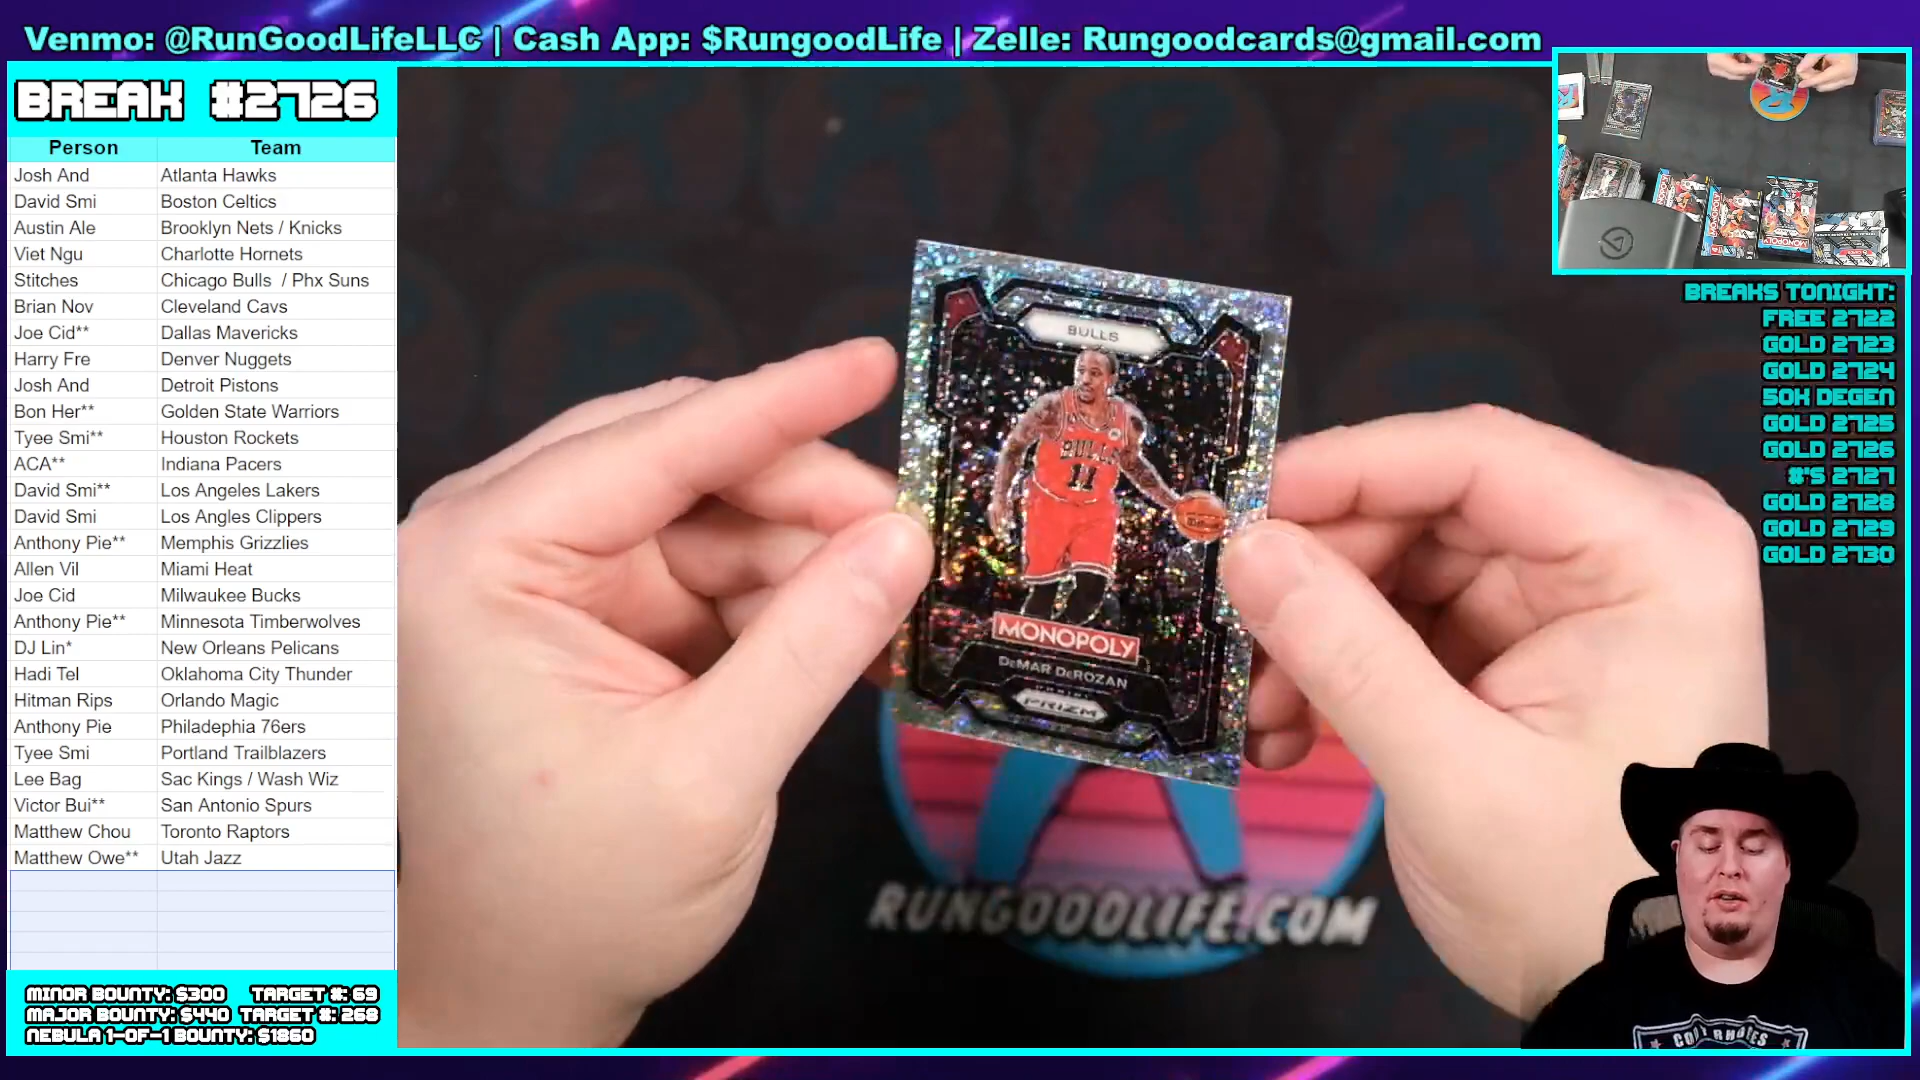 Venmo: @RunGoodLifeLLC | Cash App: $RungoodLife | Zelle: Rungoodcards@gmail.com
BREAK #2726
Person Team
Josh And Atlanta Hawks
David Smi Boston Celtics
Austin Ale Brooklyn Nets / Knicks
Viet Ngu Charlotte Hornets
Stitches Chicago Bulls / Phx Suns
Brian Nov Cleveland Cavs
Joe Cid** Dallas Mavericks
Harry Fre Denver Nuggets
Josh And Detroit Pistons
Bon Her** Golden State Warriors
Tyee Smi** Houston Rockets
ACA** Indiana Pacers
David Smi** Los Angeles Lakers
David Smi Los Angles Clippers
Anthony Pie** Memphis Grizzlies
Allen Vil Miami Heat
Joe Cid Milwaukee Bucks
Anthony Pie** Minnesota Timberwolves
DJ Lin* New Orleans Pelicans
Hadi Tel Oklahoma City Thunder
Hitman Rips Orlando Magic
Anthony Pie Philadephia 76ers
Tyee Smi Portland Trailblazers
Lee Bag Sac Kings / Wash Wiz
Victor Bui** San Antonio Spurs
Matthew Chou Toronto Raptors
Matthew Owe** Utah Jazz
MINOR BOUNTY: $300 TARGET #: 69
MAJOR BOUNTY: $440 TARGET #: 268
NEBULA 1-OF-1 BOUNTY: $1860
BULLS
BULLS
11
MONOPOLY
DEMAR DEROZAN
PANINI
PRIZM
RUNGOODLIFE.COM
MONOPOLY
MONOPOLY
BREAKS TONIGHT:
FREE 2722
GOLD 2723
GOLD 2724
50K DEGEN
GOLD 2725
GOLD 2726
#'S 2727
GOLD 2728
GOLD 2729
GOLD 2730
CODY RHODES